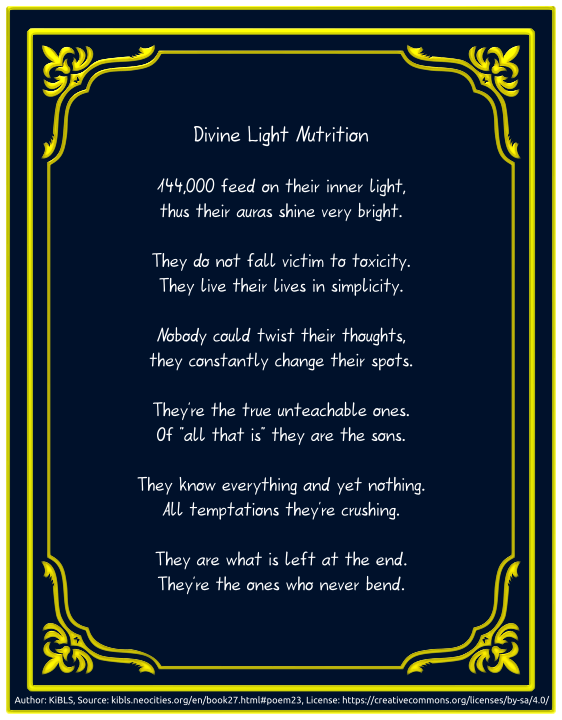 Divine Light Nutrition
144,000 feed on their inner light,
thus their auras shine very bright.
They do not fall victim to toxicity.
They live their lives in simplicity.
Nobody could twist their thoughts,
they constantly change their spots.
They're the true unteachable ones.
Of "all that is" they are the sons.
They know everything and yet nothing.
All temptations they're crushing.
They are what is left at the end.
They're the ones who never bend.
Author: KiBLS, Source: kibls.neocities.org/en/book27.html#poem23, License: https://creativecommons.org/licenses/by-sa/4.0/